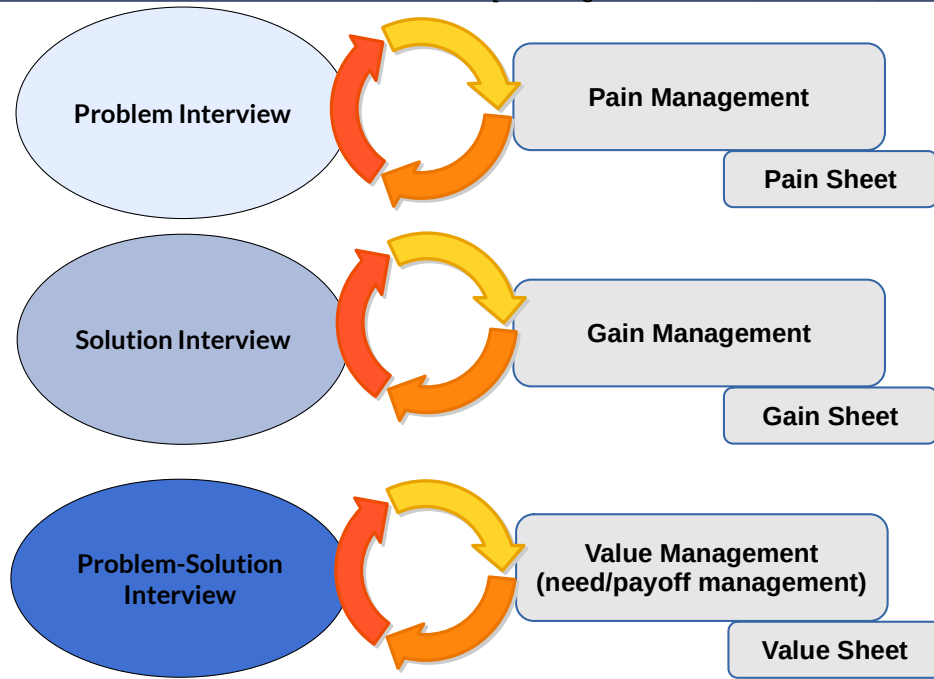 Problem Interview
Pain Management
Pain Sheet
Solution Interview
Gain Management
Gain Sheet
Problem-Solution
Interview
Value Management
(need/payoff management)
Value Sheet